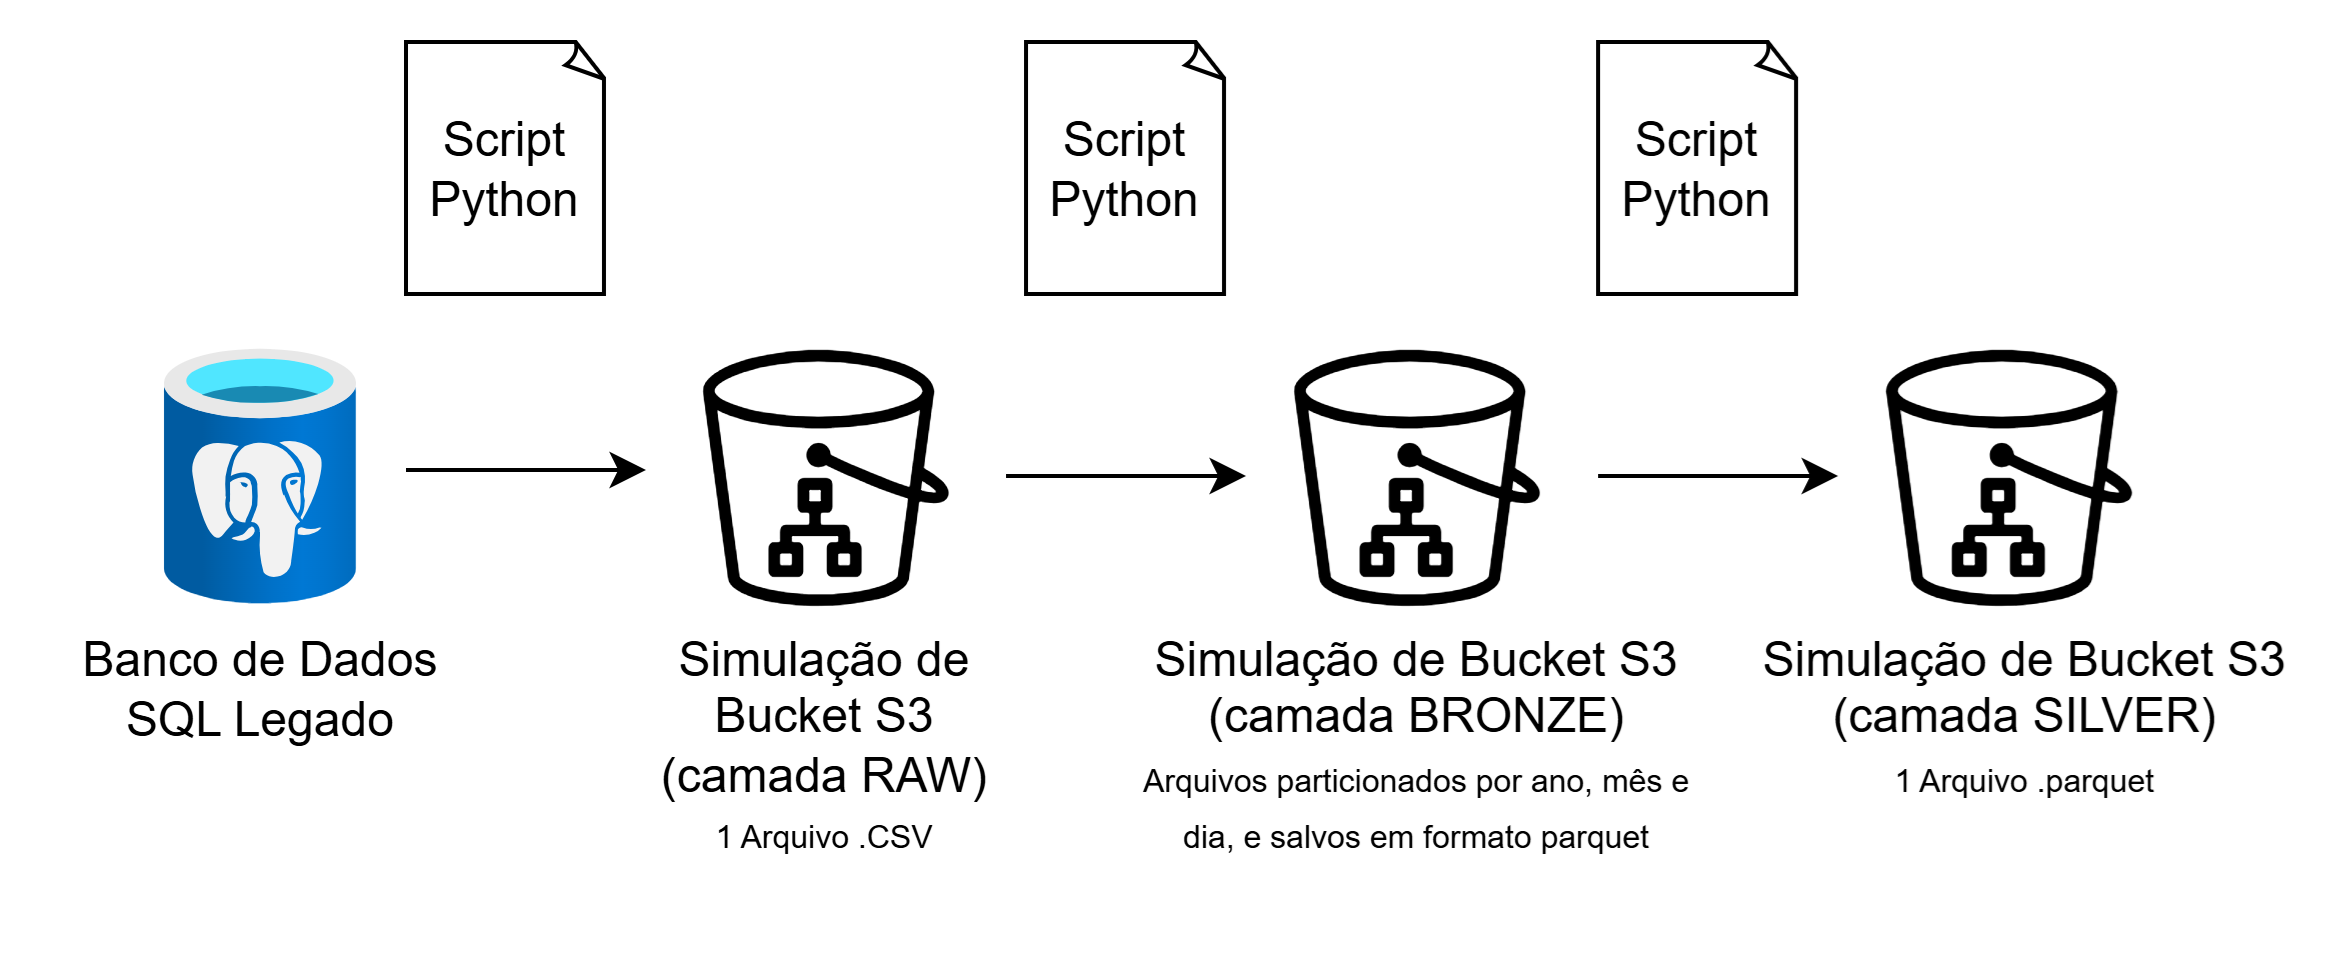 Script
Python
Script
Python
Script
Python
Banco de Dados
SQL Legado
Simulação de
Bucket S3
(camada RAW)
1 Arquivo .CSV
Simulação de Bucket S3
(camada BRONZE)
Arquivos particionados por ano, mês e
dia, e salvos em formato parquet
Simulação de Bucket S3
(camada SILVER)
1 Arquivo .parquet